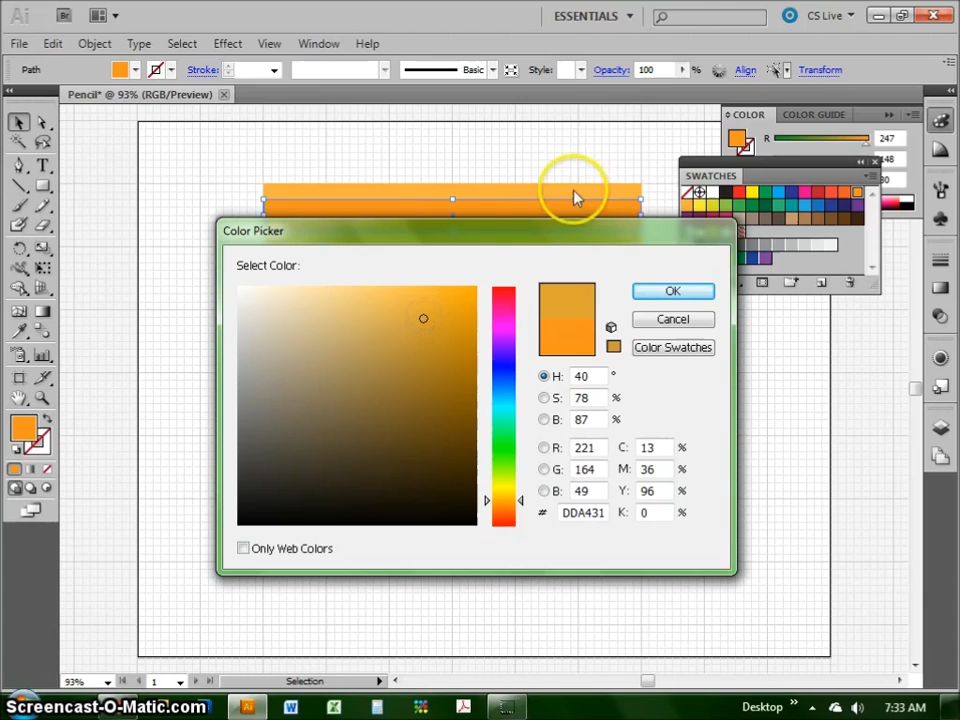 Ai Br ESSENTIALS CS Live
File Edit Object Type Select Effect View Window Help
Path Stroke: Basic Style: Opacity: 100 % Align Transform
Pencil* @ 93% (RGB/Preview)
COLOR COLOR GUIDE
R 247
148
30
SWATCHES
Color Picker
Select Color:
OK
Cancel
Color Swatches
H: 40 °
S: 78 %
B: 87 %
R: 221 C: 13 %
G: 164 M: 36 %
B: 49 Y: 96 %
# DDA431 K: 0 %
Only Web Colors
93% 1 Selection
Screencast-O-Matic.com Desktop 7:33 AM